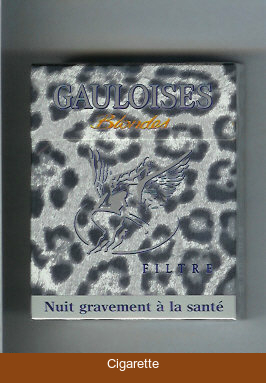 GAULOISES
Blondes
FILTRE
Nuit gravement à la santé
Cigarette